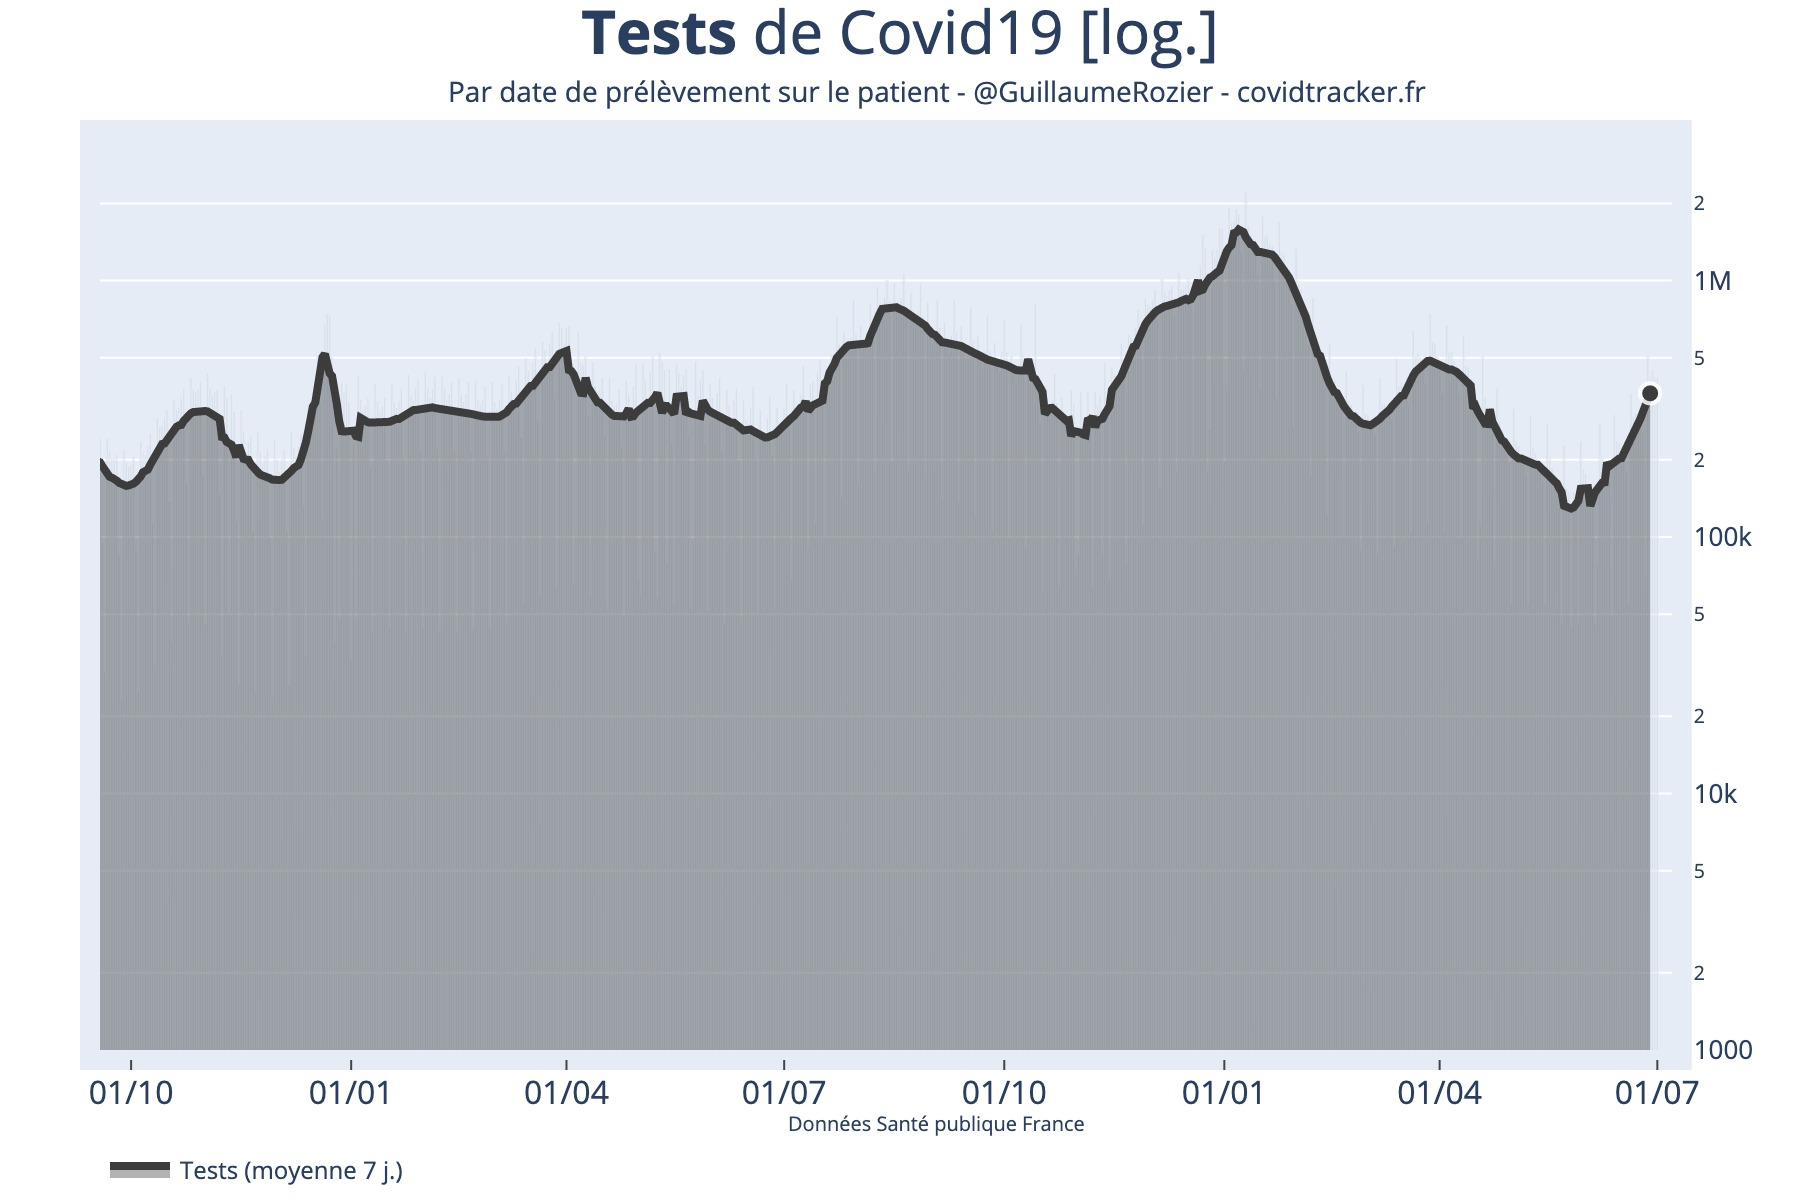 Tests de Covid19 [log.]
Par date de prélèvement sur le patient - @GuillaumeRozier - covidtracker.fr
2
1M
5
2
100k
5
2
10k
5
2
1000
01/10 01/01 01/04 01/07 01/10 01/01 01/04 01/07
Données Santé publique France
Tests (moyenne 7 j.)